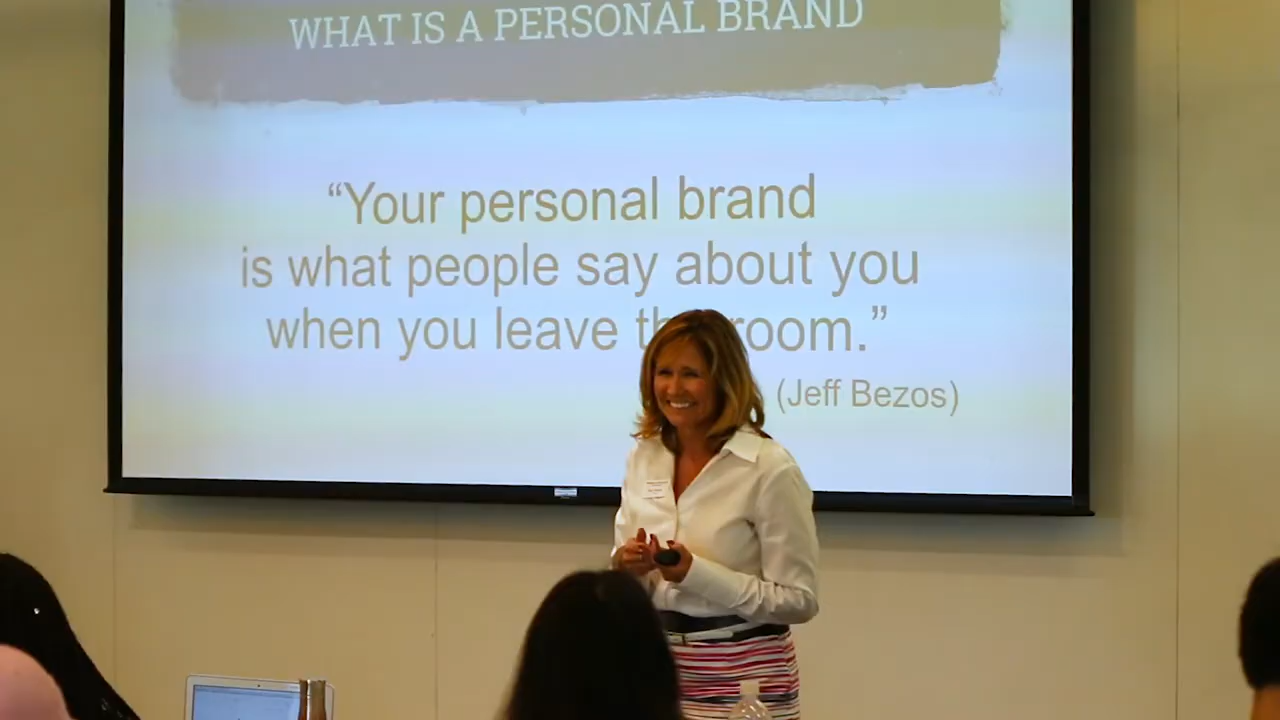 WHAT IS A PERSONAL BRAND
“Your personal brand
is what people say about you
when you leave the room.”
(Jeff Bezos)